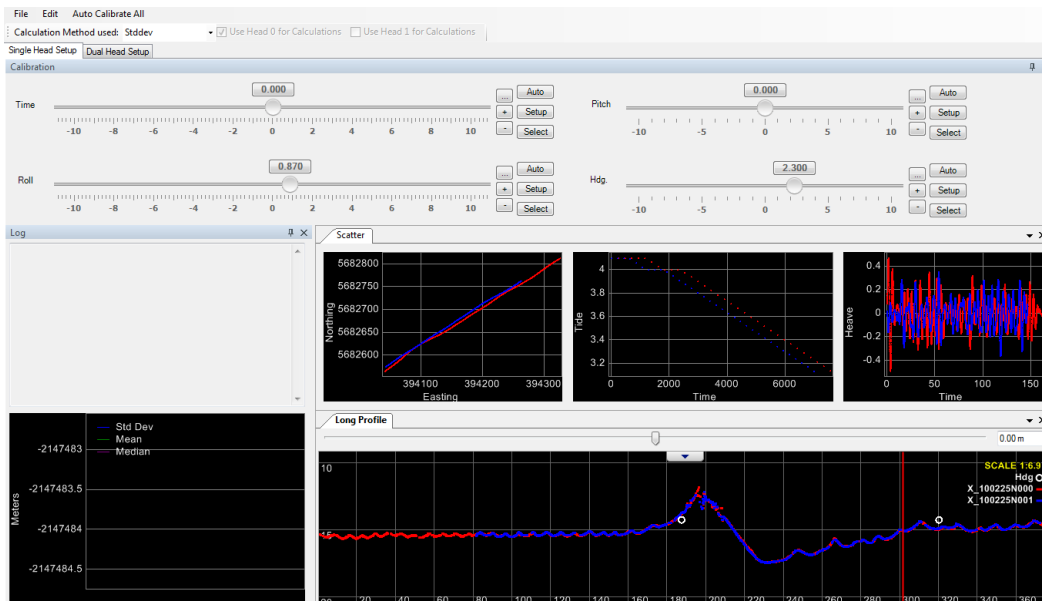 File Edit Auto Calibrate All
Calculation Method used: Stddev Use Head 0 for Calculations Use Head 1 for Calculations
Single Head Setup Dual Head Setup
Calibration
Time 0.000 ... Auto
+ Setup
- Select
-10 -8 -6 -4 -2 0 2 4 6 8 10
Pitch 0.000 ... Auto
+ Setup
- Select
-10 -5 0 5 10
Roll 0.870 ... Auto
+ Setup
- Select
-10 -8 -6 -4 -2 0 2 4 6 8 10
Hdg. 2.300 ... Auto
+ Setup
- Select
-10 -5 0 5 10
Log
Scatter
5682800
5682750
5682700
5682650
5682600
Northing
394100 394200 394300
Easting
4
3.8
3.6
3.4
3.2
Tide
0 2000 4000 6000
Time
0.4
0.2
0
-0.2
-0.4
Heave
0 50 100 150
Time
Std Dev
Mean
Median
-2147483
-2147483.5
-2147484
-2147484.5
Meters
Long Profile
0.00 m
SCALE 1:6.9
Hdg
X_100225N000
X_100225N001
10
15
20 40 60 80 100 120 140 160 180 200 220 240 260 280 300 320 340 360